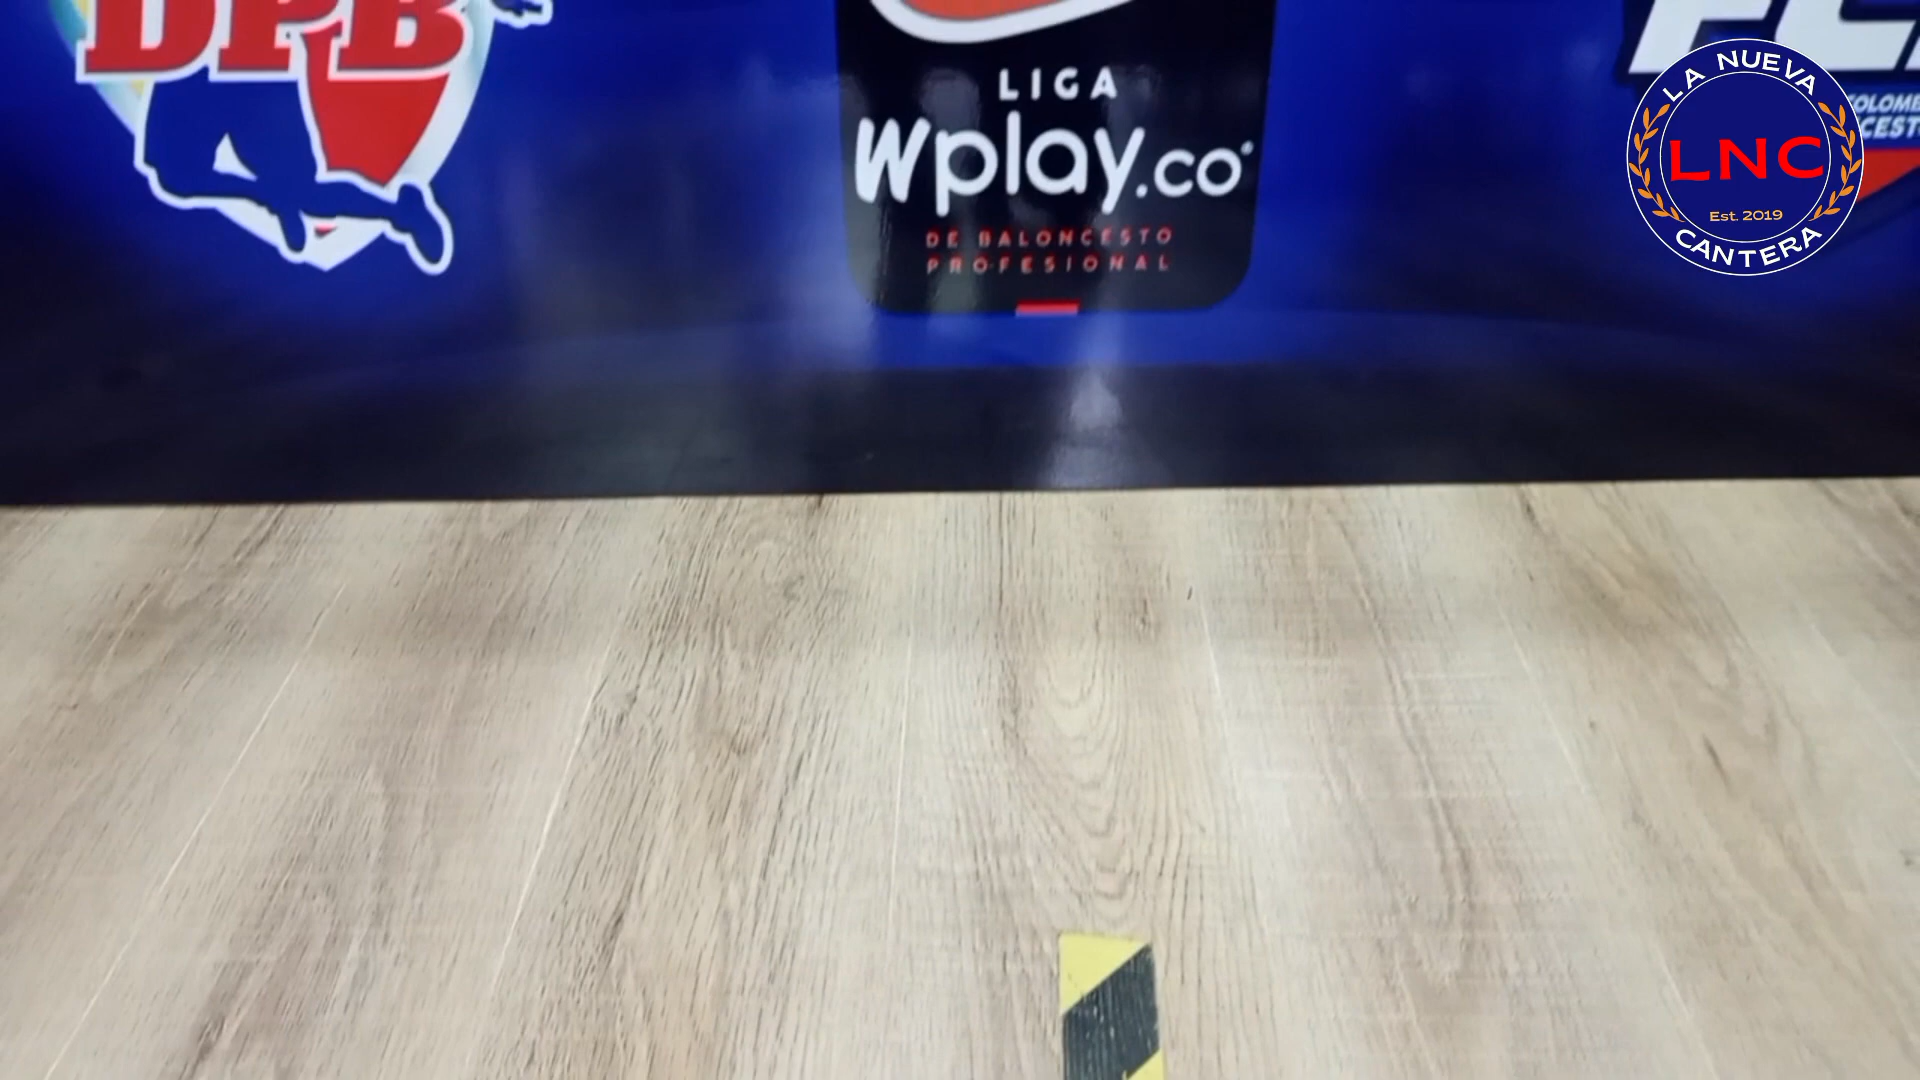 DPB
LIGA
Wplay.co
DE BALONCESTO
PROFESIONAL
LA NUEVA
LNC
Est. 2019
CANTERA